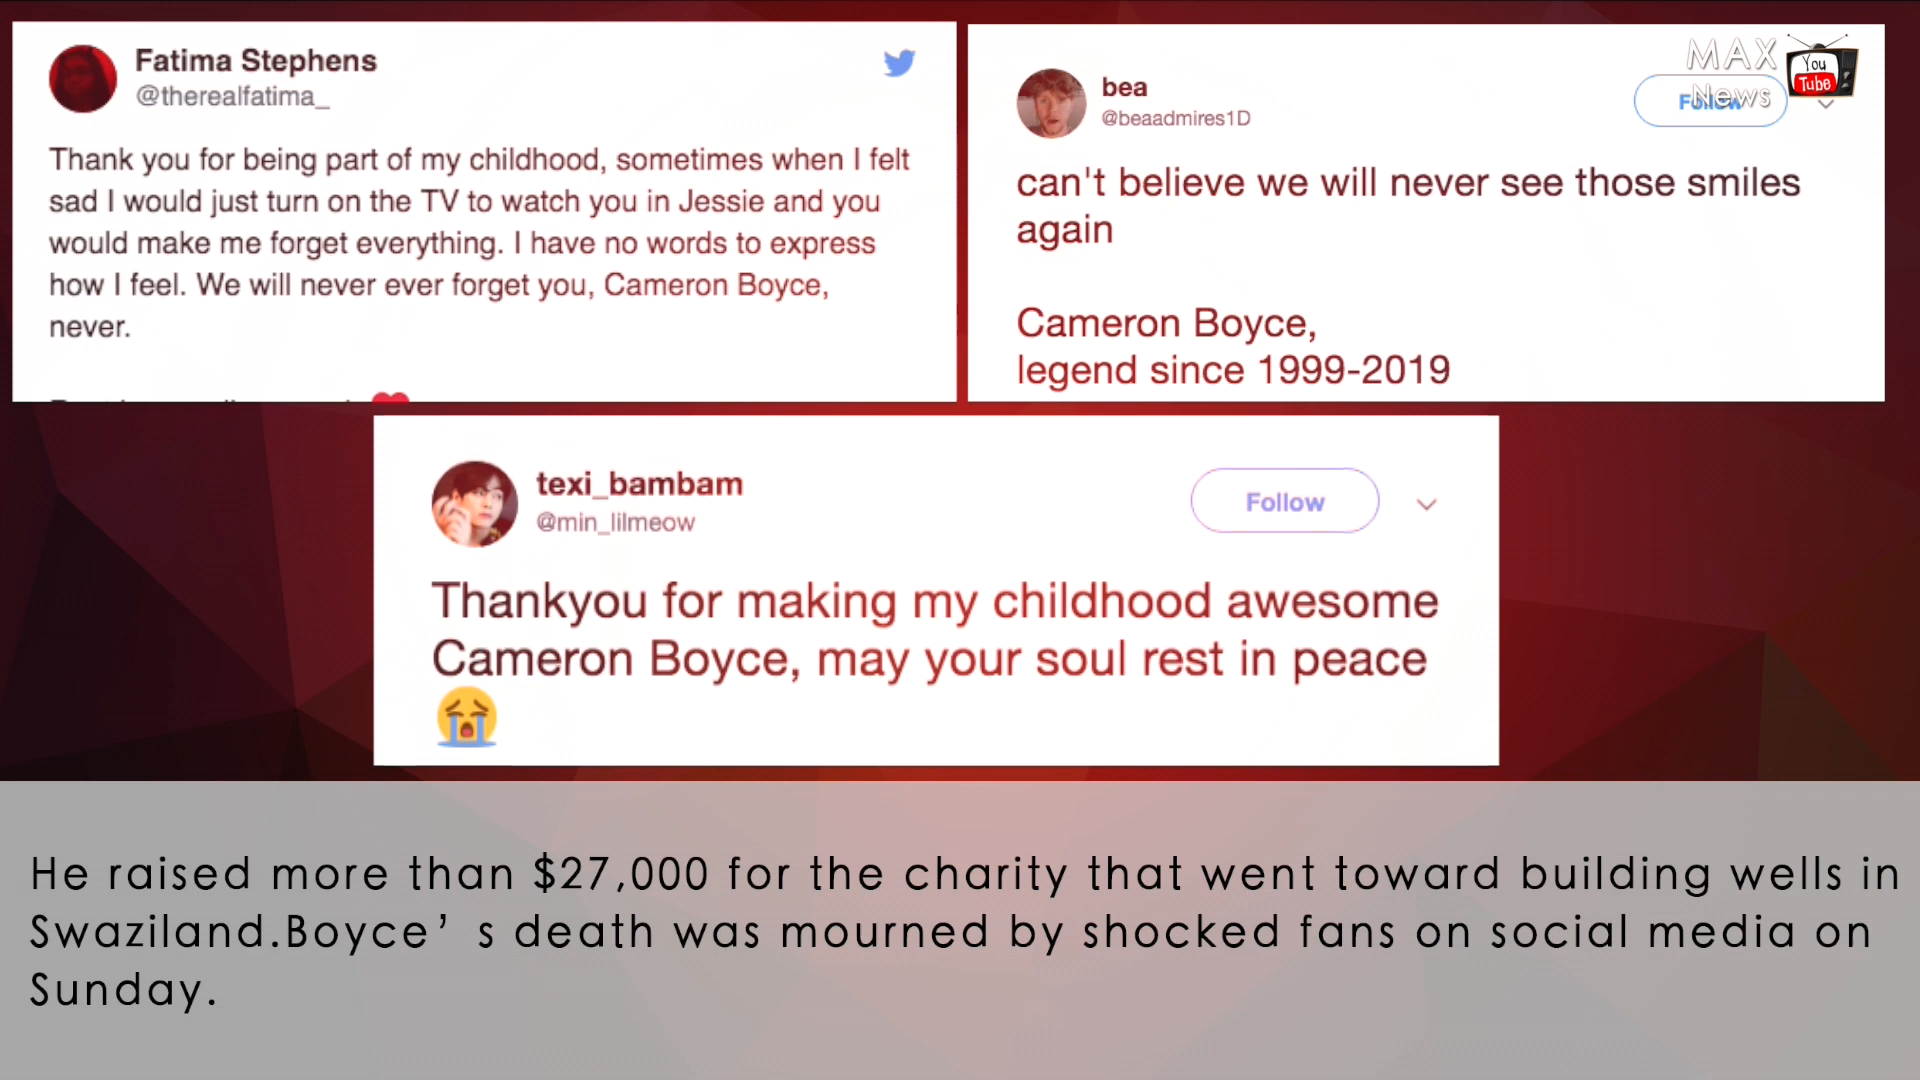 Fatima Stephens
@therealfatima_
Thank you for being part of my childhood, sometimes when I felt
sad I would just turn on the TV to watch you in Jessie and you
would make me forget everything. I have no words to express
how I feel. We will never ever forget you, Cameron Boyce,
never.
MAX
News
You
Tube
bea
@beaadmires1D
Follow
can't believe we will never see those smiles
again
Cameron Boyce,
legend since 1999-2019
texi_bambam
@min_lilmeow
Follow
Thankyou for making my childhood awesome
Cameron Boyce, may your soul rest in peace
😭
He raised more than $27,000 for the charity that went toward building wells in
Swaziland.Boyce’ s death was mourned by shocked fans on social media on
Sunday.